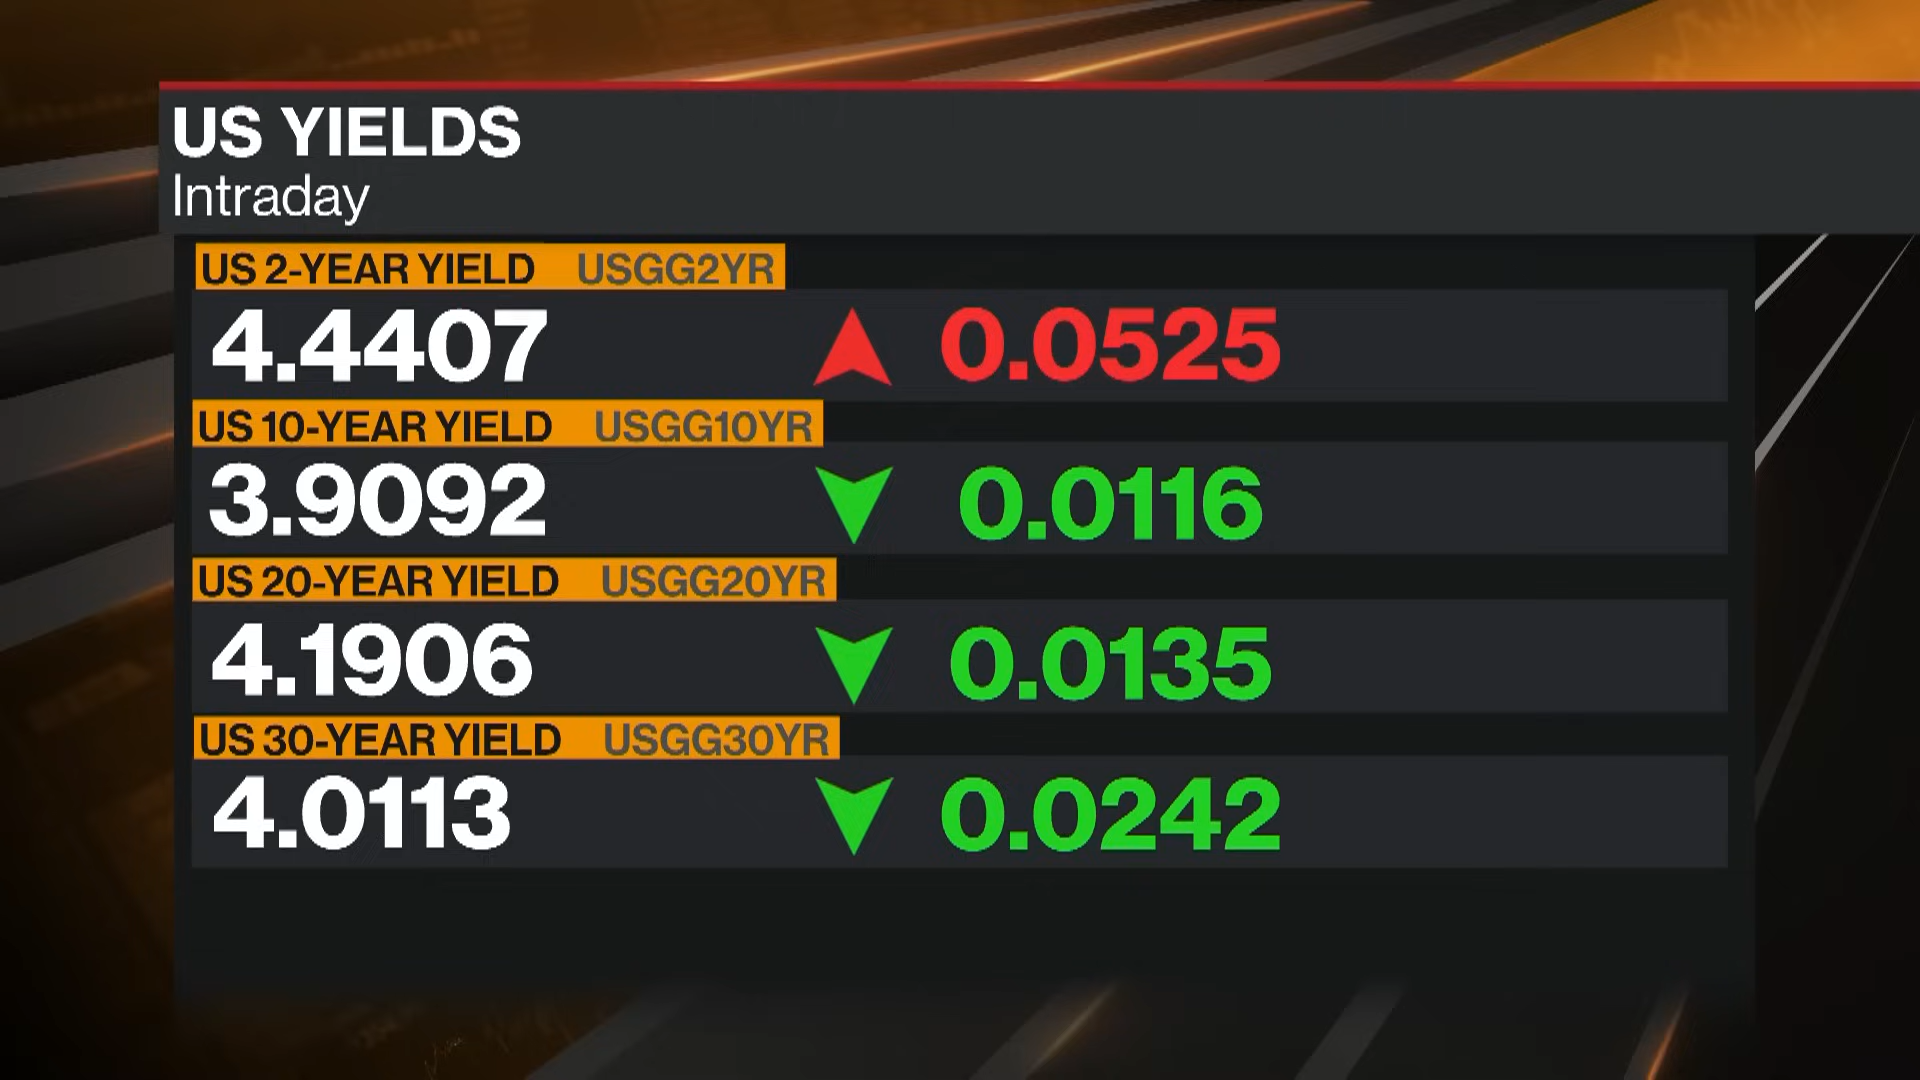 US YIELDS
Intraday
US 2-YEAR YIELD USGG2YR
4.4407 ▲ 0.0525
US 10-YEAR YIELD USGG10YR
3.9092 ▼ 0.0116
US 20-YEAR YIELD USGG20YR
4.1906 ▼ 0.0135
US 30-YEAR YIELD USGG30YR
4.0113 ▼ 0.0242